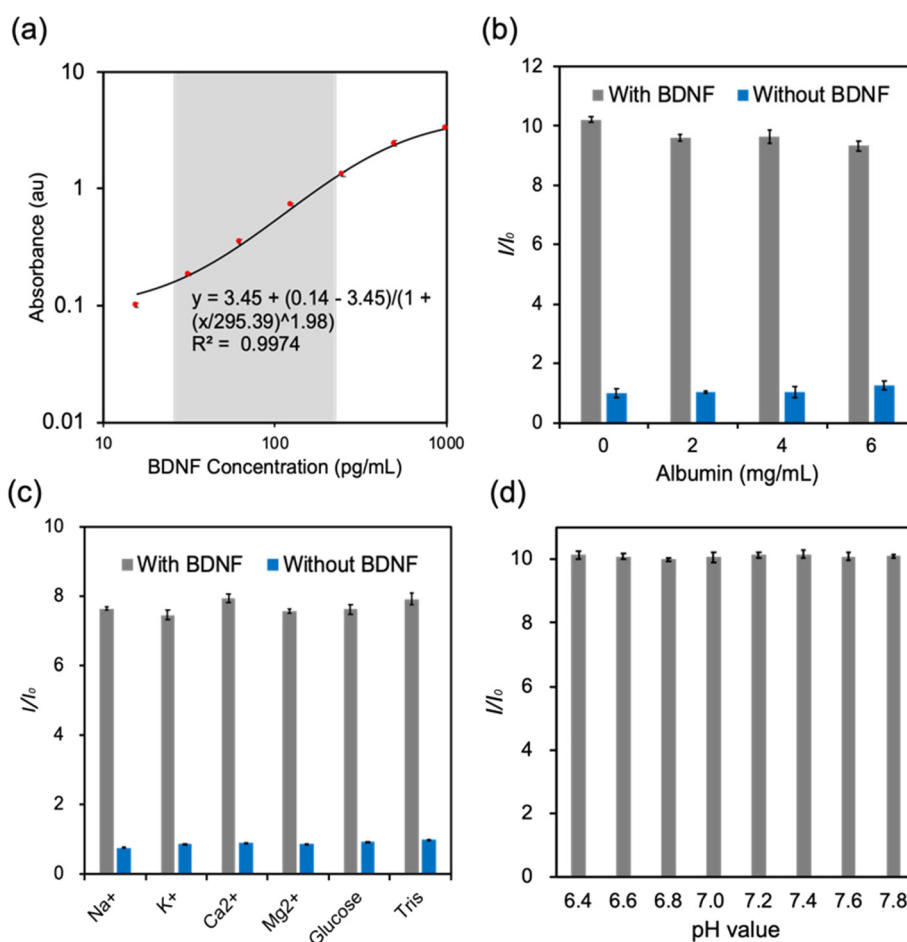 (a)
10
1
0.1
0.01
Absorbance (au)
y = 3.45 + (0.14 - 3.45)/(1 +
(x/295.39)^1.98)
R² = 0.9974
10 100 1000
BDNF Concentration (pg/mL)
(b)
12
10
8
6
4
2
0
I/I₀
With BDNF Without BDNF
0 2 4 6
Albumin (mg/mL)
(c)
10
8
6
4
2
0
I/I₀
With BDNF Without BDNF
Na+ K+ Ca2+ Mg2+ Glucose Tris
(d)
10
8
6
4
2
0
I/I₀
6.4 6.6 6.8 7.0 7.2 7.4 7.6 7.8
pH value